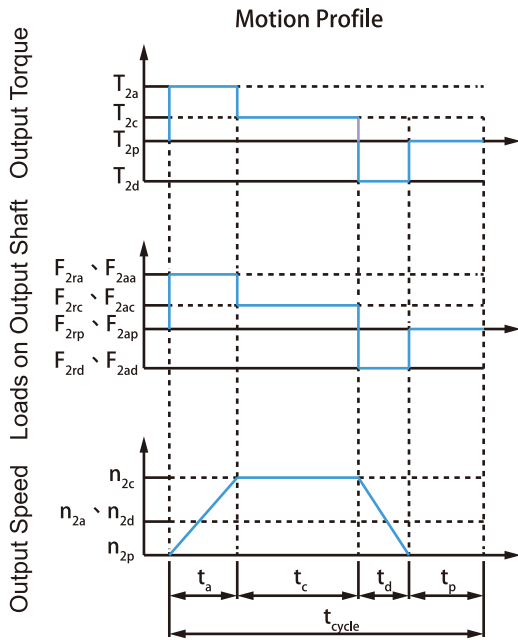 Motion Profile
Output Torque
T2a
T2c
T2p
T2d
Loads on Output Shaft
F2ra、F2aa
F2rc、F2ac
F2rp、F2ap
F2rd、F2ad
Output Speed
n2c
n2a、n2d
n2p
ta tc td tp
tcycle